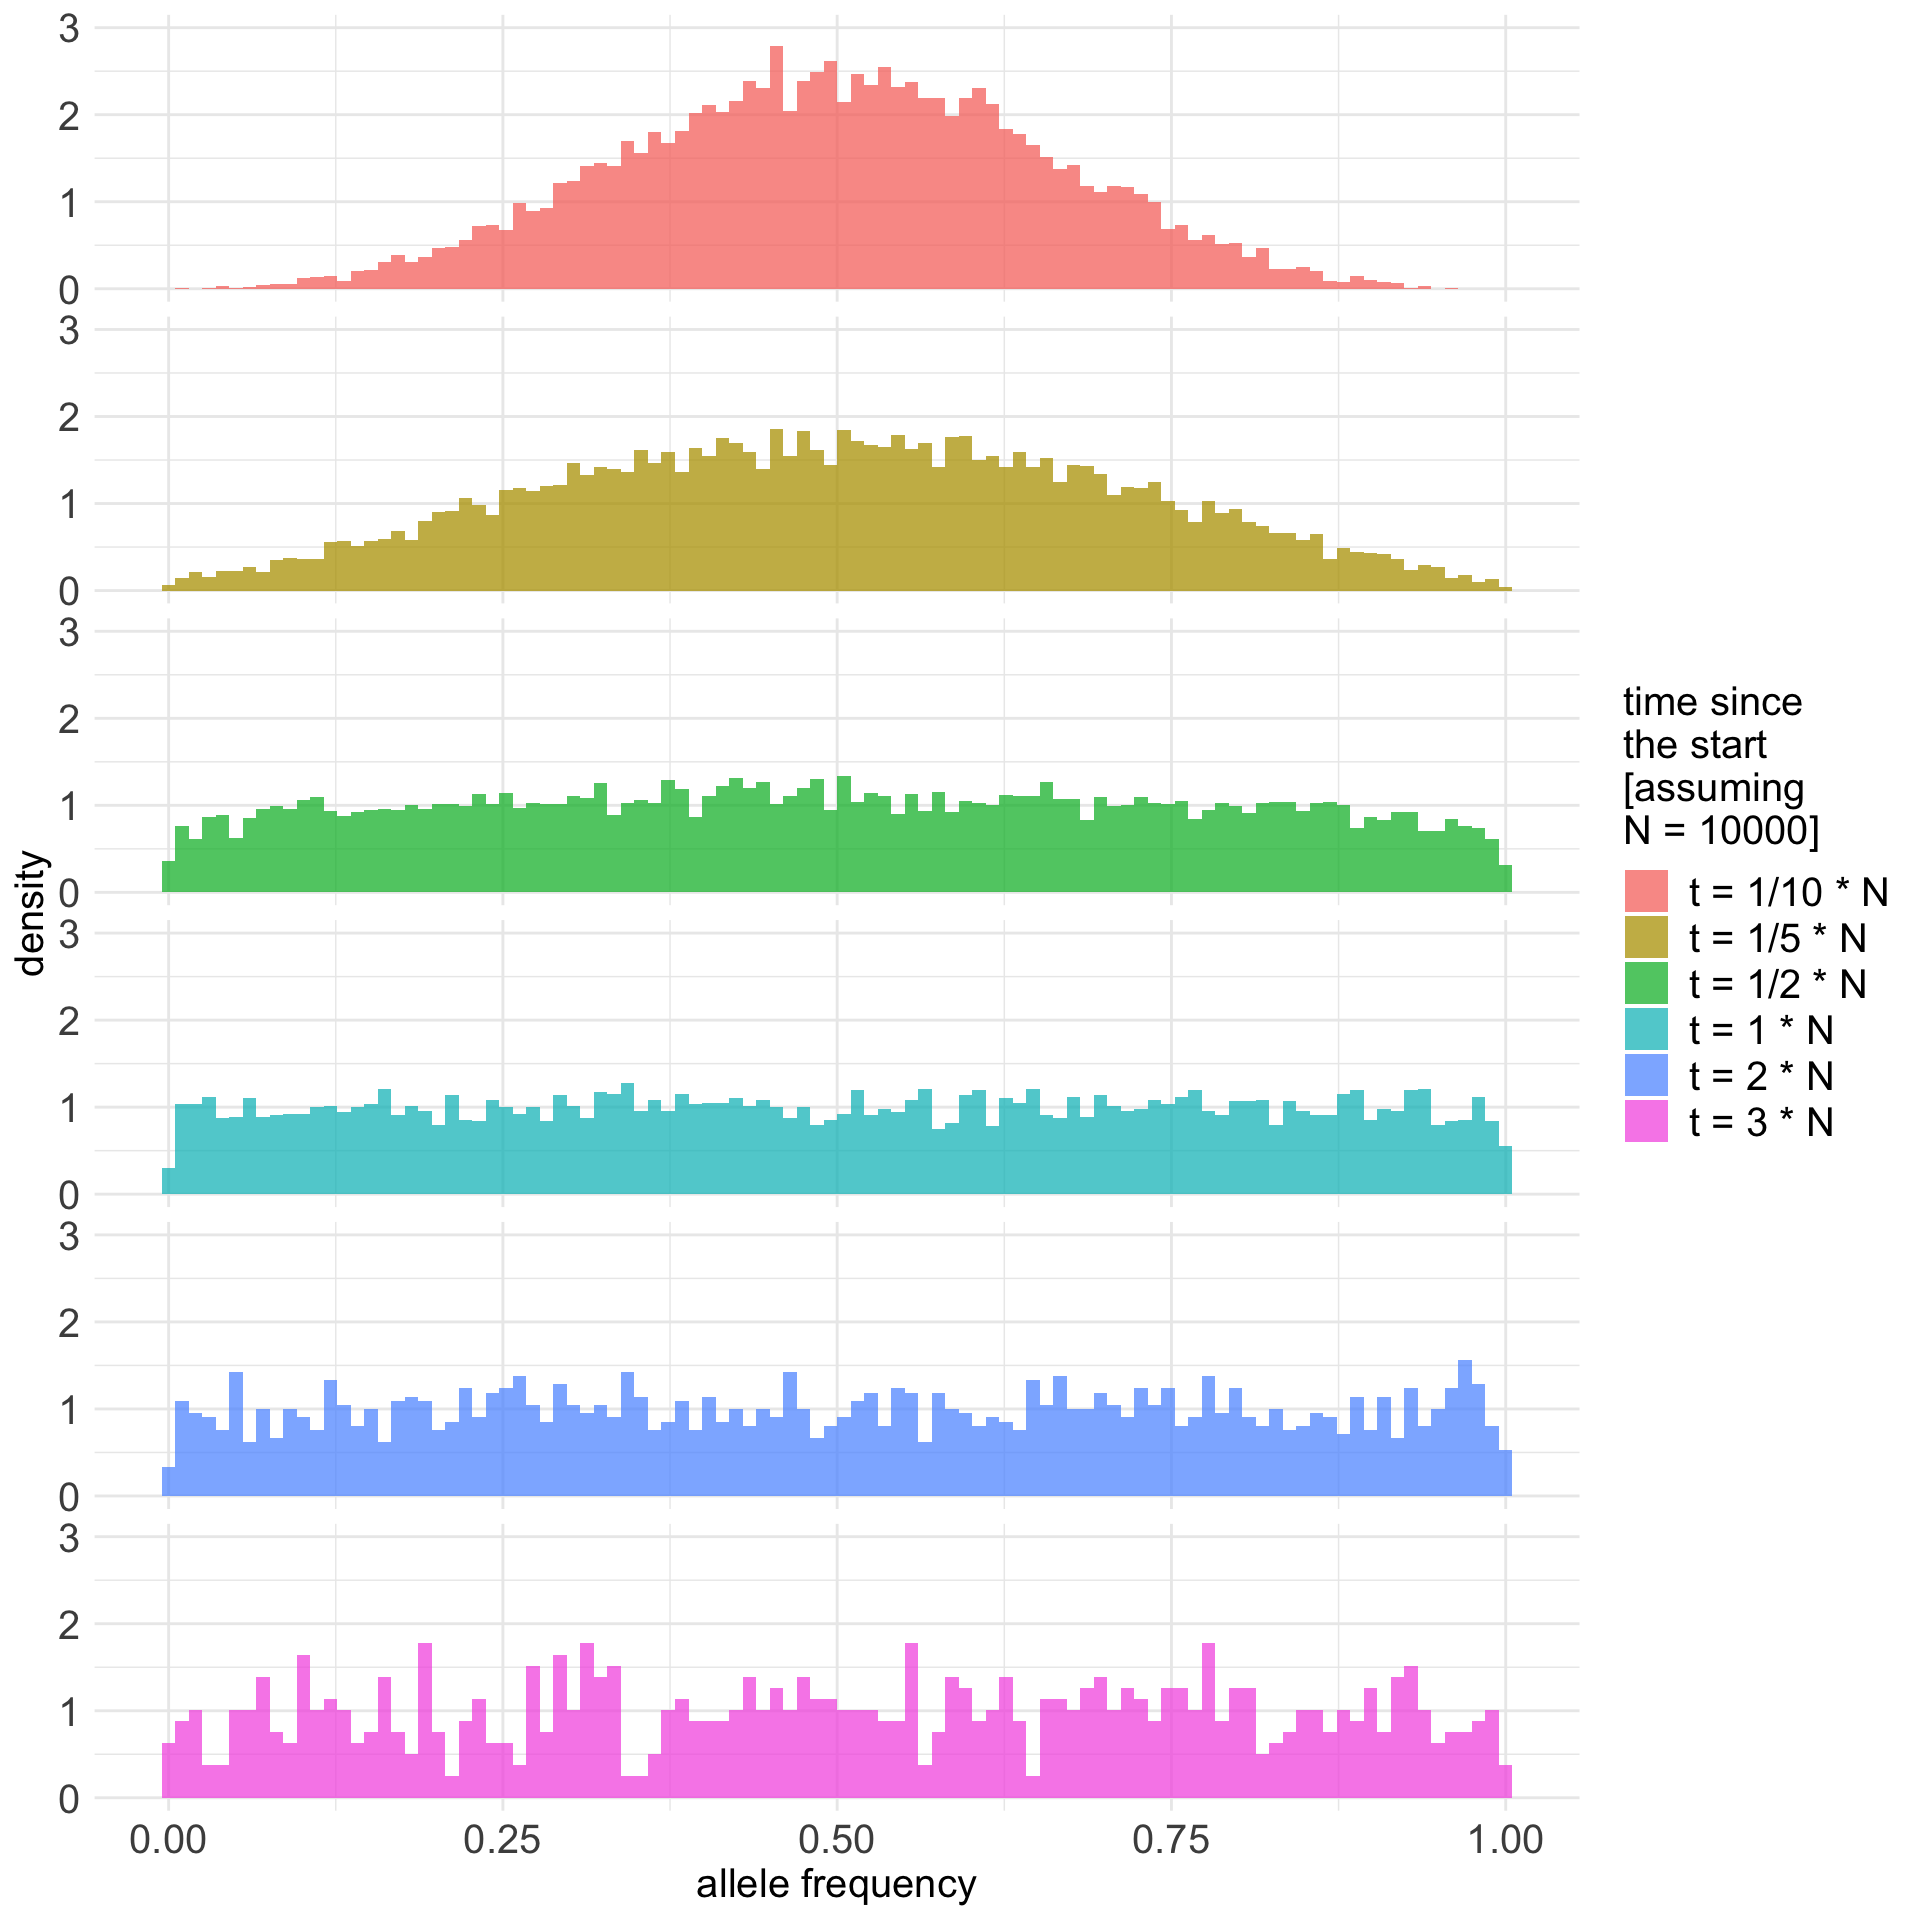 3
2
1
0
3
2
1
0
3
2
1
0
3
2
1
0
3
2
1
0
3
2
1
0
density
0.00 0.25 0.50 0.75 1.00
allele frequency
time since
the start
[assuming
N = 10000]
t = 1/10 * N
t = 1/5 * N
t = 1/2 * N
t = 1 * N
t = 2 * N
t = 3 * N